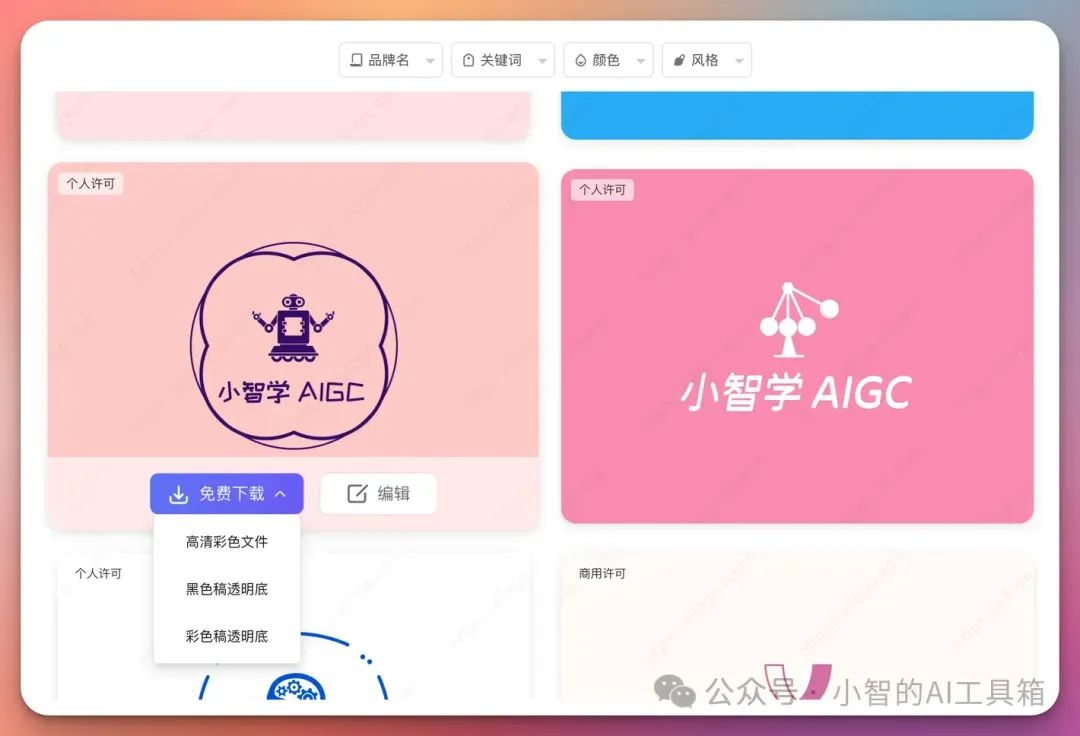 品牌名 关键词 颜色 风格
个人许可
个人许可
小智学 AIGC
小智学 AIGC
免费下载 编辑
高清彩色文件
黑色稿透明底
彩色稿透明底
个人许可
商用许可
公众号·小智的AI工具箱